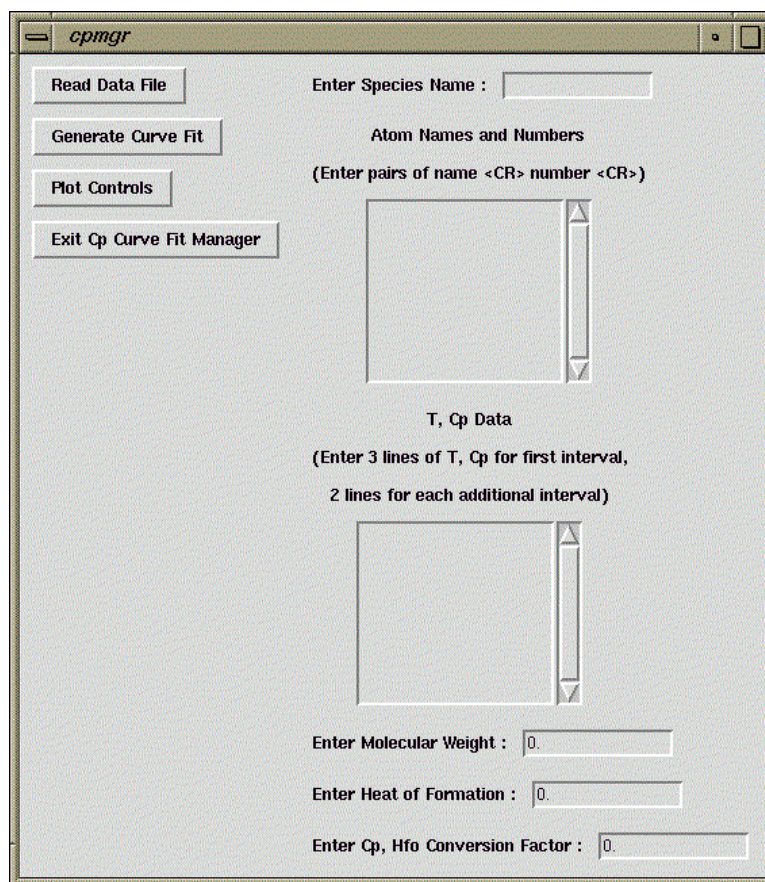 cpmgr
Read Data File
Generate Curve Fit
Plot Controls
Exit Cp Curve Fit Manager
Enter Species Name :
Atom Names and Numbers
(Enter pairs of name <CR> number <CR>)
T, Cp Data
(Enter 3 lines of T, Cp for first interval,
2 lines for each additional interval)
Enter Molecular Weight : 0.
Enter Heat of Formation : 0.
Enter Cp, Hfo Conversion Factor : 0.